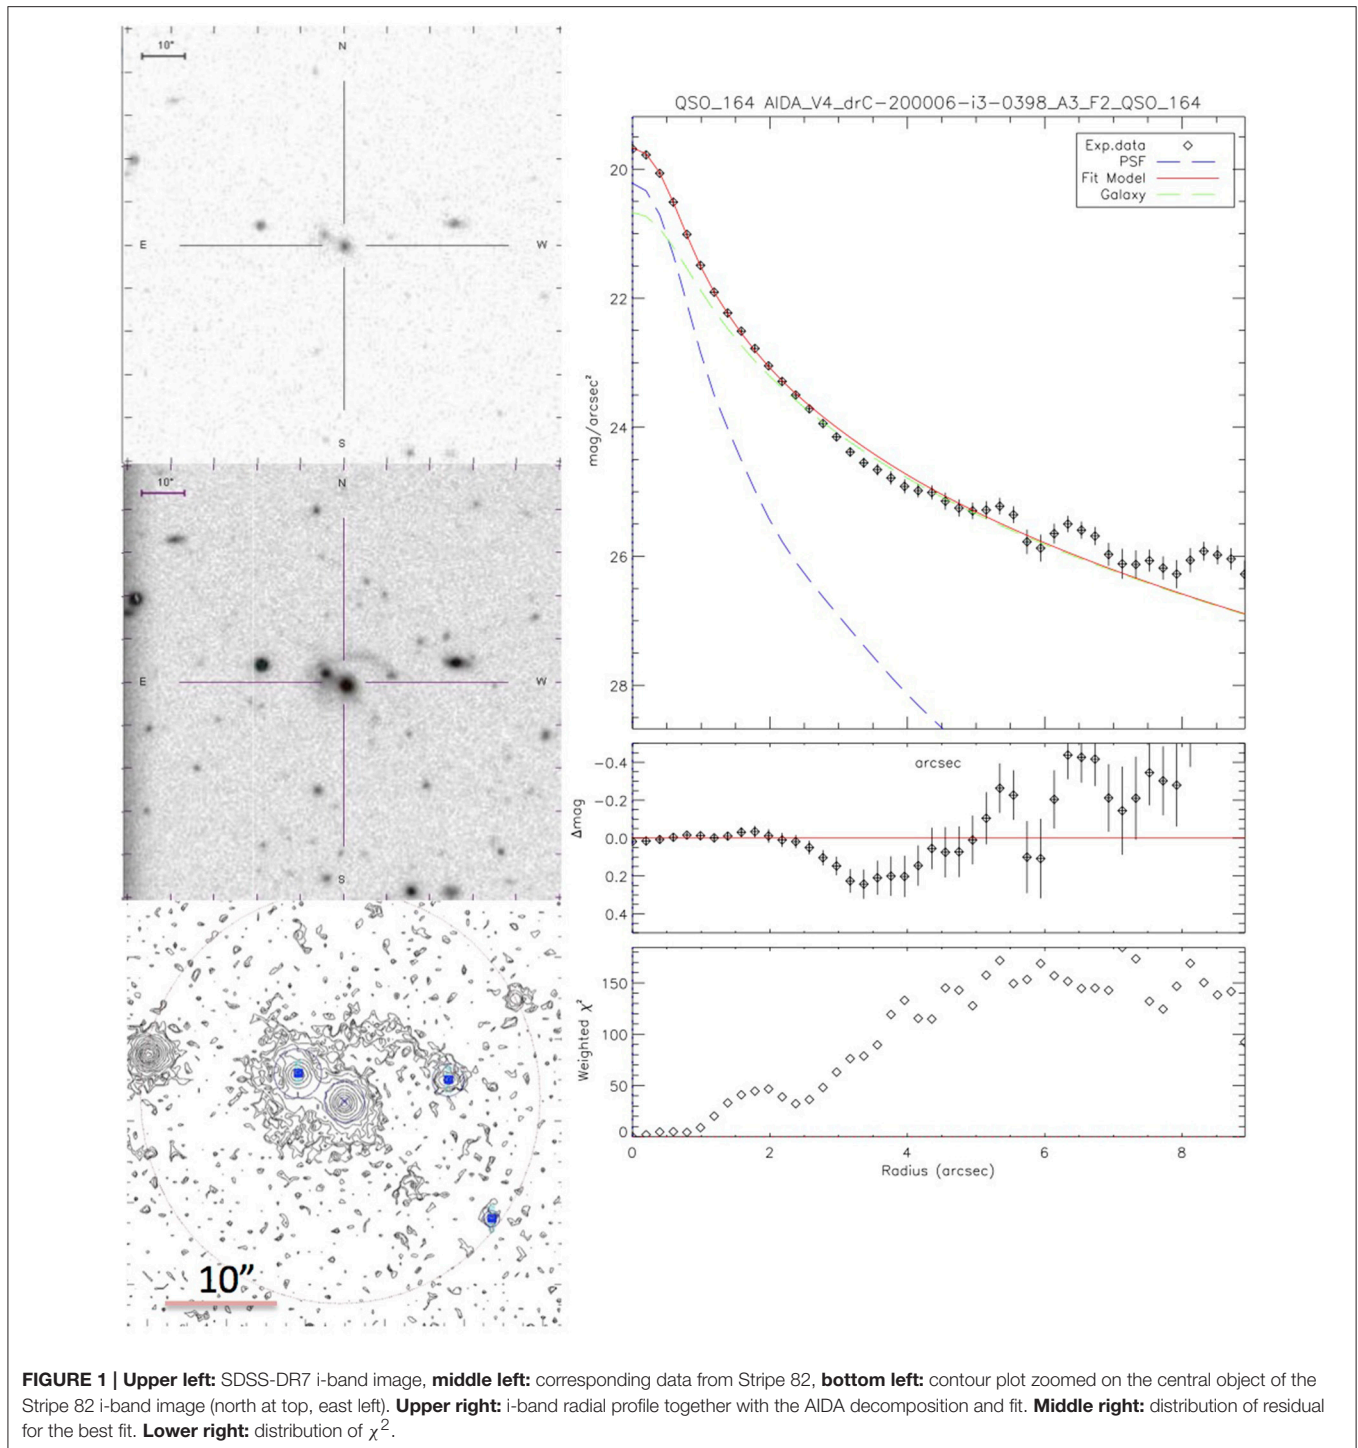 10"
N
E
W
S
10"
N
E
W
S
10"
QSO_164 AIDA_V4_drC-200006-i3-0398_A3_F2_QSO_164
Exp.data
PSF
Fit Model
Galaxy
mag/arcsec²
20
22
24
26
28
arcsec
Δmag
-0.4
-0.2
0.0
0.2
0.4
Weighted χ²
150
100
50
0
0 2 4 6 8
Radius (arcsec)
FIGURE 1 | Upper left: SDSS-DR7 i-band image, middle left: corresponding data from Stripe 82, bottom left: contour plot zoomed on the central object of the
Stripe 82 i-band image (north at top, east left). Upper right: i-band radial profile together with the AIDA decomposition and fit. Middle right: distribution of residual
for the best fit. Lower right: distribution of χ².